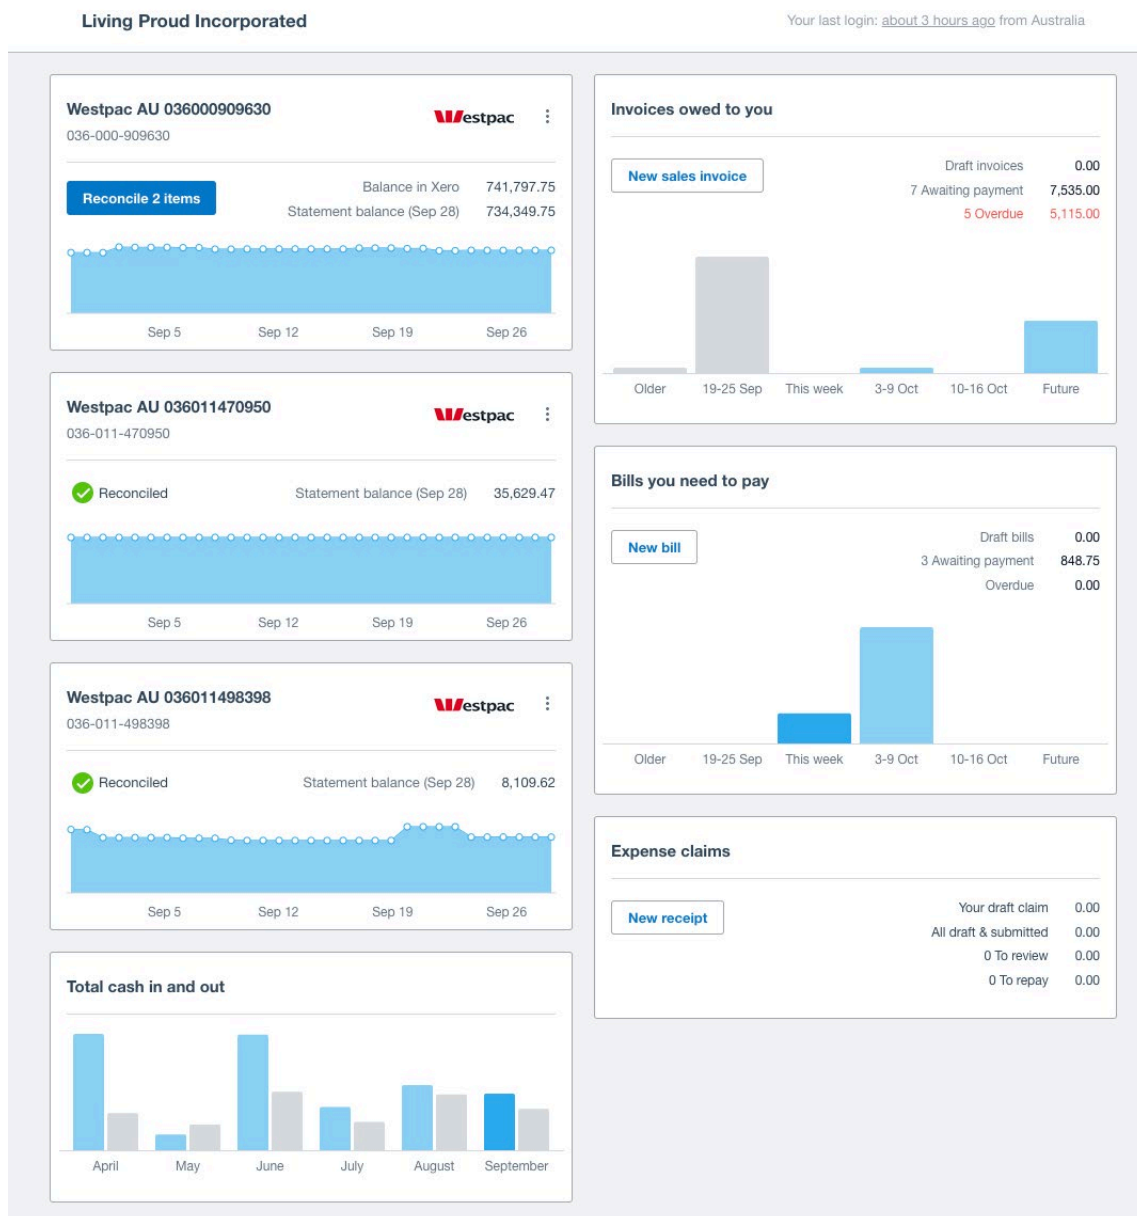 Living Proud Incorporated
Your last login: about 3 hours ago from Australia
Westpac AU 036000909630
036-000-909630
Westpac
Reconcile 2 items
Balance in Xero 741,797.75
Statement balance (Sep 28) 734,349.75
Sep 5 Sep 12 Sep 19 Sep 26
Westpac AU 036011470950
036-011-470950
Westpac
Reconciled
Statement balance (Sep 28) 35,629.47
Sep 5 Sep 12 Sep 19 Sep 26
Westpac AU 036011498398
036-011-498398
Westpac
Reconciled
Statement balance (Sep 28) 8,109.62
Sep 5 Sep 12 Sep 19 Sep 26
Total cash in and out
April May June July August September
Invoices owed to you
New sales invoice
Draft invoices 0.00
7 Awaiting payment 7,535.00
5 Overdue 5,115.00
Older 19-25 Sep This week 3-9 Oct 10-16 Oct Future
Bills you need to pay
New bill
Draft bills 0.00
3 Awaiting payment 848.75
Overdue 0.00
Older 19-25 Sep This week 3-9 Oct 10-16 Oct Future
Expense claims
New receipt
Your draft claim 0.00
All draft & submitted 0.00
0 To review 0.00
0 To repay 0.00